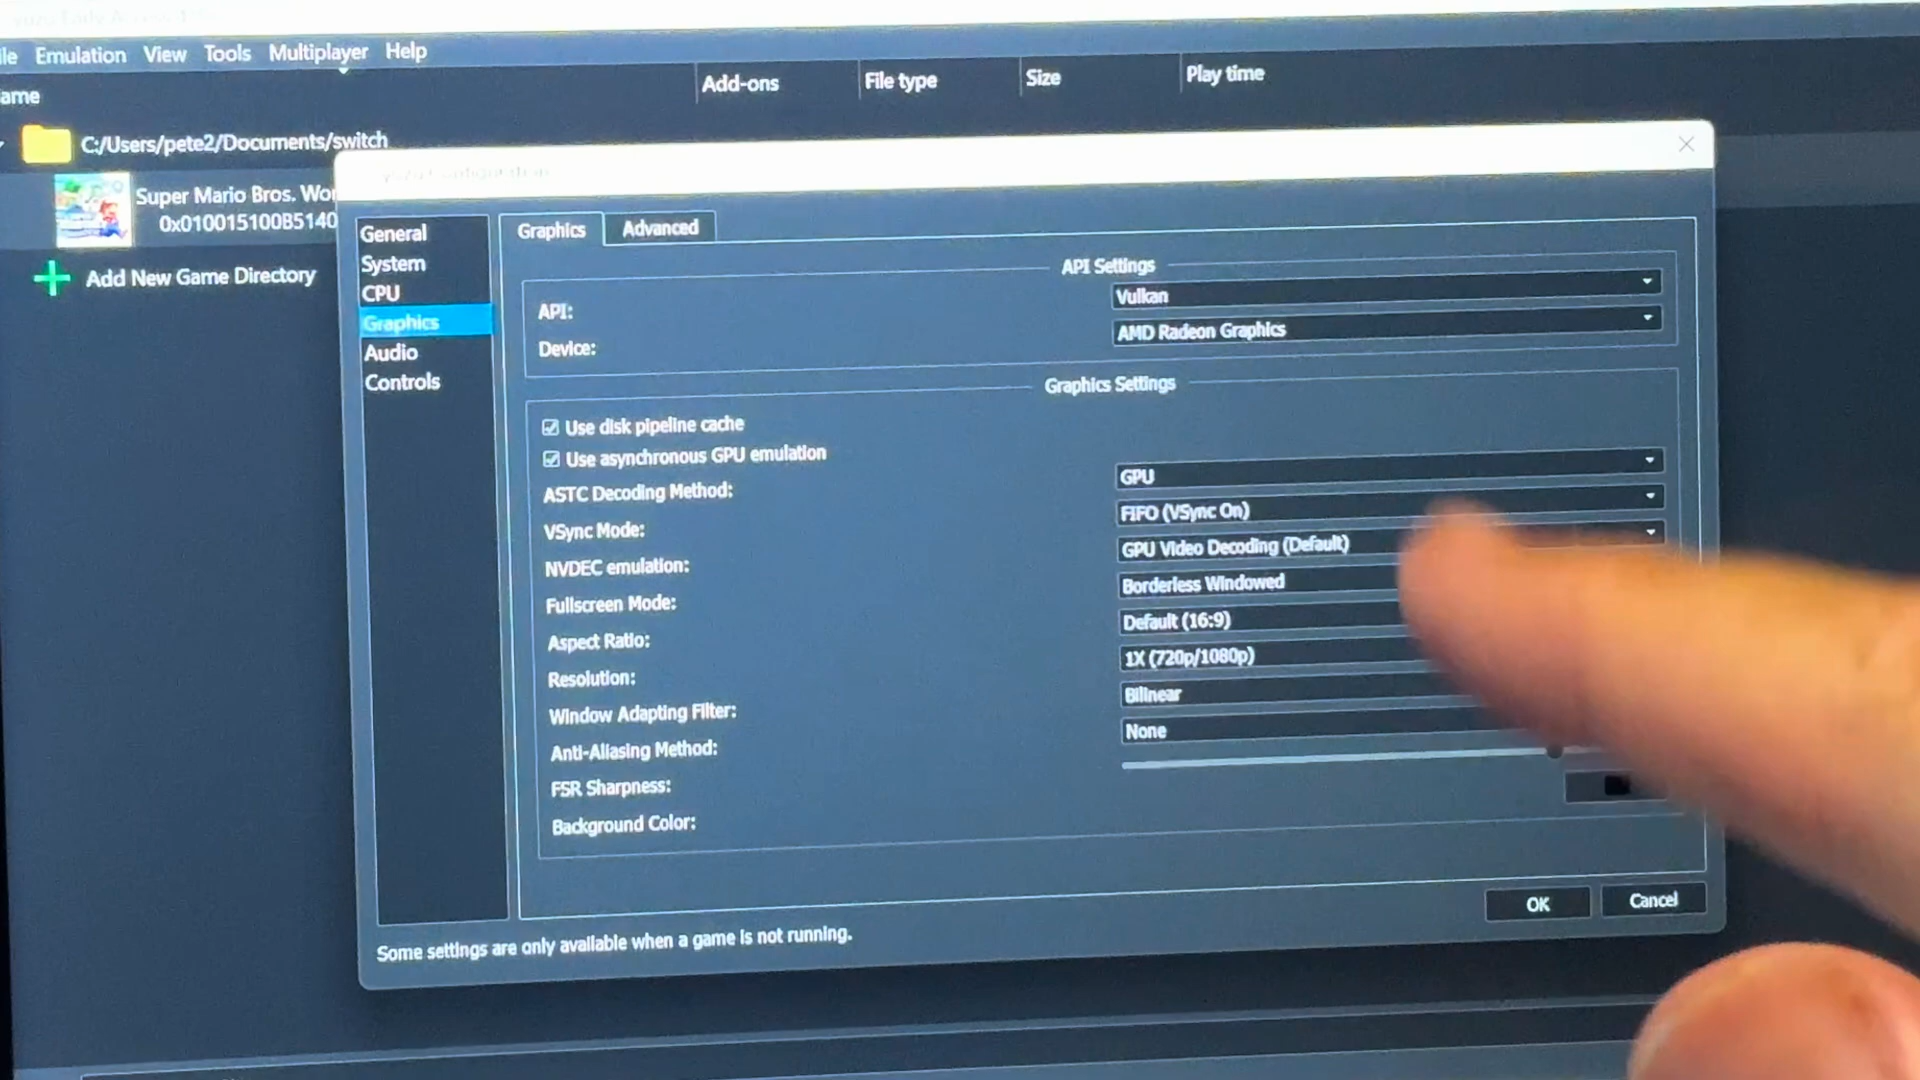 Emulation View Tools Multiplayer Help
Add-ons File type Size Play time
C:/Users/pete2/Documents/switch
Super Mario Bros.
0x010015100B5140
Add New Game Directory
General
System
CPU
Graphics
Audio
Controls
Graphics Advanced
API Settings
API: Vulkan
Device: AMD Radeon Graphics
Graphics Settings
Use disk pipeline cache
Use asynchronous GPU emulation
ASTC Decoding Method: GPU
VSync Mode: FIFO (VSync On)
NVDEC emulation: GPU Video Decoding (Default)
Fullscreen Mode: Borderless Windowed
Aspect Ratio: Default (16:9)
Resolution: 1X (720p/1080p)
Window Adapting Filter: Bilinear
Anti-Aliasing Method: None
FSR Sharpness:
Background Color:
OK Cancel
Some settings are only available when a game is not running.